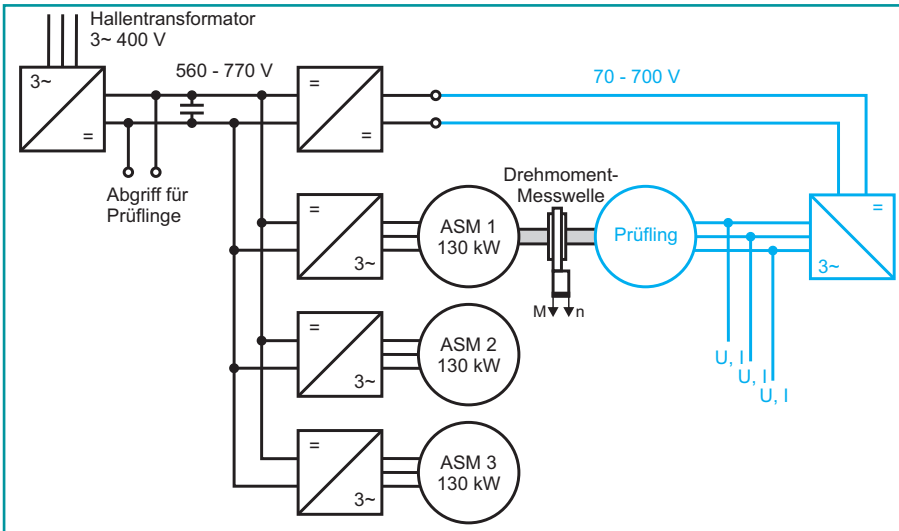 Hallentransformator
3~ 400 V
3~
=
560 - 770 V
=
=
70 - 700 V
Abgriff für
Prüflinge
Drehmoment-
Messwelle
=
3~
ASM 1
130 kW
Prüfling
=
3~
M
n
=
3~
ASM 2
130 kW
U, I
U, I
U, I
=
3~
ASM 3
130 kW